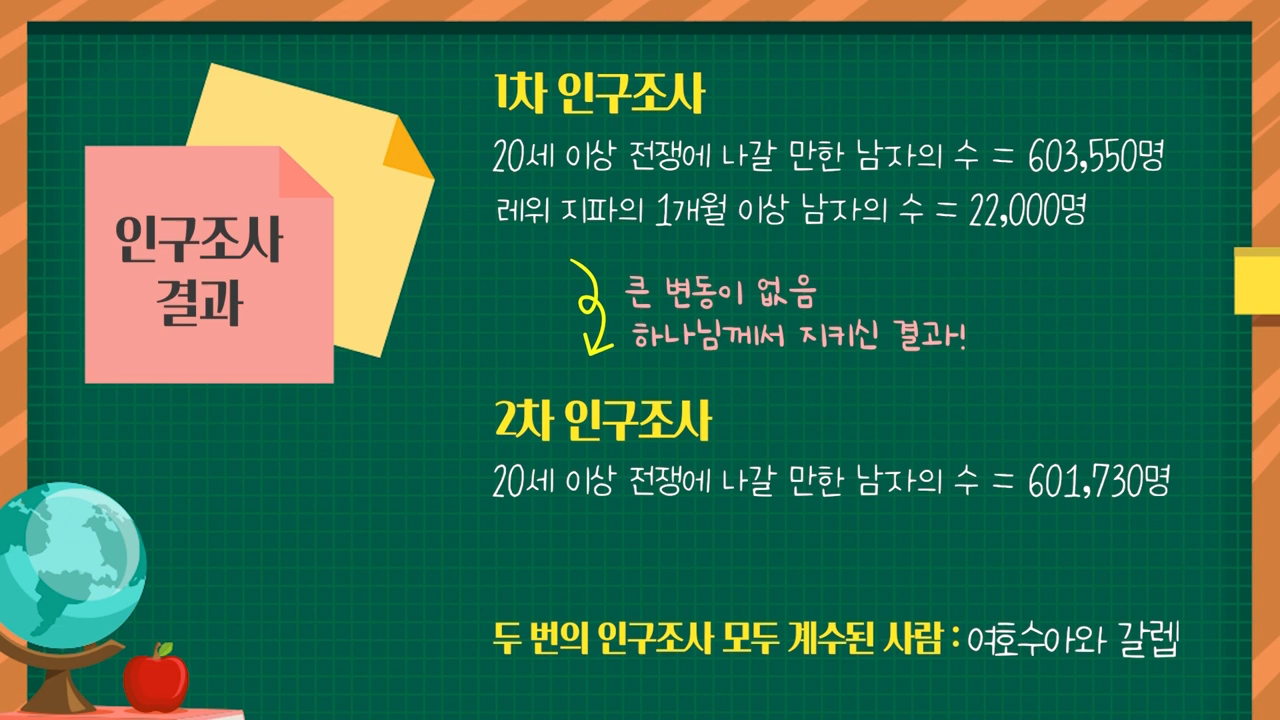 인구조사
결과
1차 인구조사
20세 이상 전쟁에 나갈 만한 남자의 수 = 603,550명
레위 지파의 1개월 이상 남자의 수 = 22,000명
큰 변동이 없음
하나님께서 지키신 결과!
2차 인구조사
20세 이상 전쟁에 나갈 만한 남자의 수 = 601,730명
두 번의 인구조사 모두 계수된 사람 : 여호수아와 갈렙